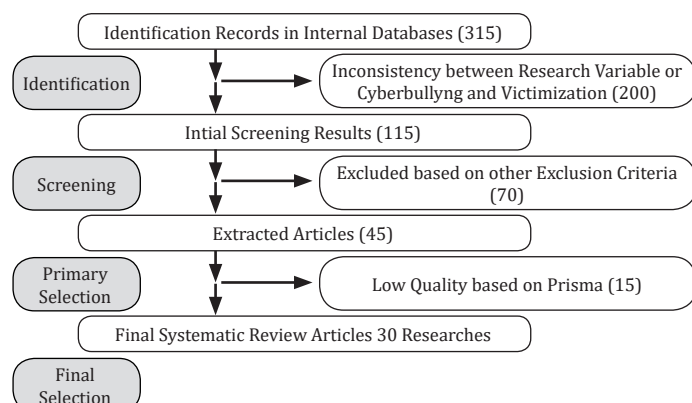 Identification Records in Internal Databases (315)
Identification
Inconsistency between Research Variable or
Cyberbullyng and Victimization (200)
Intial Screening Results (115)
Screening
Excluded based on other Exclusion Criteria
(70)
Extracted Articles (45)
Primary
Selection
Low Quality based on Prisma (15)
Final Systematic Review Articles 30 Researches
Final
Selection